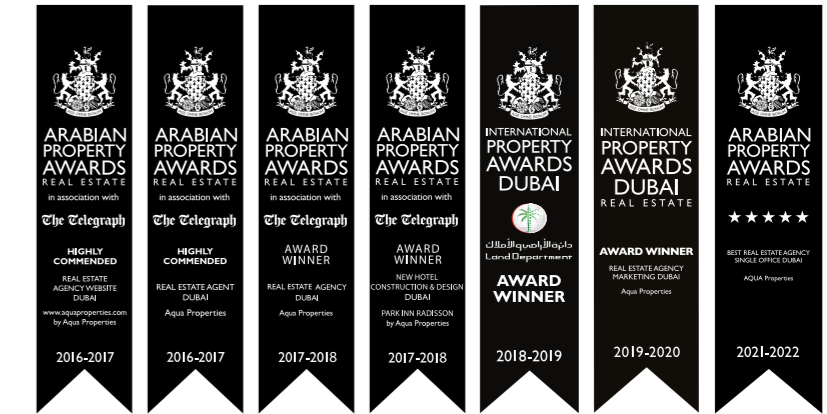 ARABIAN
PROPERTY
AWARDS
REAL ESTATE
in association with
The Telegraph
HIGHLY
COMMENDED
REAL ESTATE
AGENCY WEBSITE
DUBAI
www.aquaproperties.com
by Aqua Properties
2016-2017
ARABIAN
PROPERTY
AWARDS
REAL ESTATE
in association with
The Telegraph
HIGHLY
COMMENDED
REAL ESTATE AGENT
DUBAI
Aqua Properties
2016-2017
ARABIAN
PROPERTY
AWARDS
REAL ESTATE
in association with
The Telegraph
AWARD
WINNER
REAL ESTATE AGENCY
DUBAI
Aqua Properties
2017-2018
ARABIAN
PROPERTY
AWARDS
REAL ESTATE
in association with
The Telegraph
AWARD
WINNER
NEW HOTEL
CONSTRUCTION & DESIGN
DUBAI
PARK INN RADISSON
by Aqua Properties
2017-2018
INTERNATIONAL
PROPERTY
AWARDS
DUBAI
دائرة الأراضي والأملاك
Land Department
AWARD
WINNER
2018-2019
INTERNATIONAL
PROPERTY
AWARDS
DUBAI
REAL ESTATE
AWARD WINNER
REAL ESTATE AGENCY
MARKETING DUBAI
Aqua Properties
2019-2020
ARABIAN
PROPERTY
AWARDS
REAL ESTATE
BEST REAL ESTATE AGENCY
SINGLE OFFICE DUBAI
AQUA Properties
2021-2022